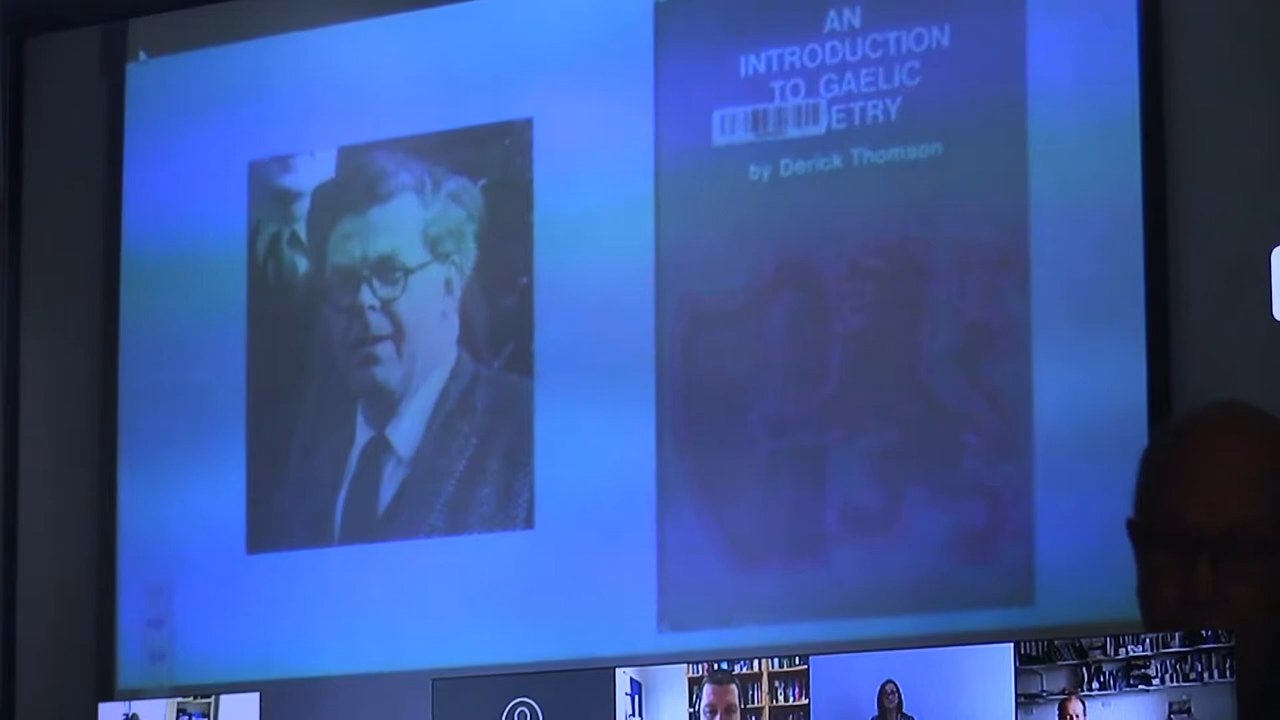 AN
INTRODUCTION
TO GAELIC
ETRY
by Derick Thomson